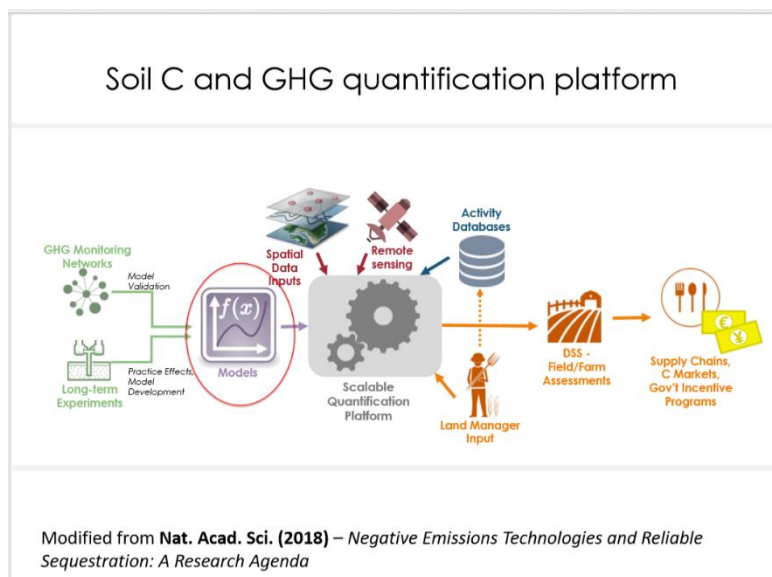 Soil C and GHG quantification platform
GHG Monitoring
Networks
Model
Validation
Long-term
Experiments
Practice Effects,
Model
Development
f(x)
Models
Spatial
Data
Inputs
Remote
sensing
Activity
Databases
Scalable
Quantification
Platform
Land Manager
Input
DSS -
Field/Farm
Assessments
€
¥
Supply Chains,
C Markets,
Gov't Incentive
Programs
Modified from Nat. Acad. Sci. (2018) – Negative Emissions Technologies and Reliable
Sequestration: A Research Agenda